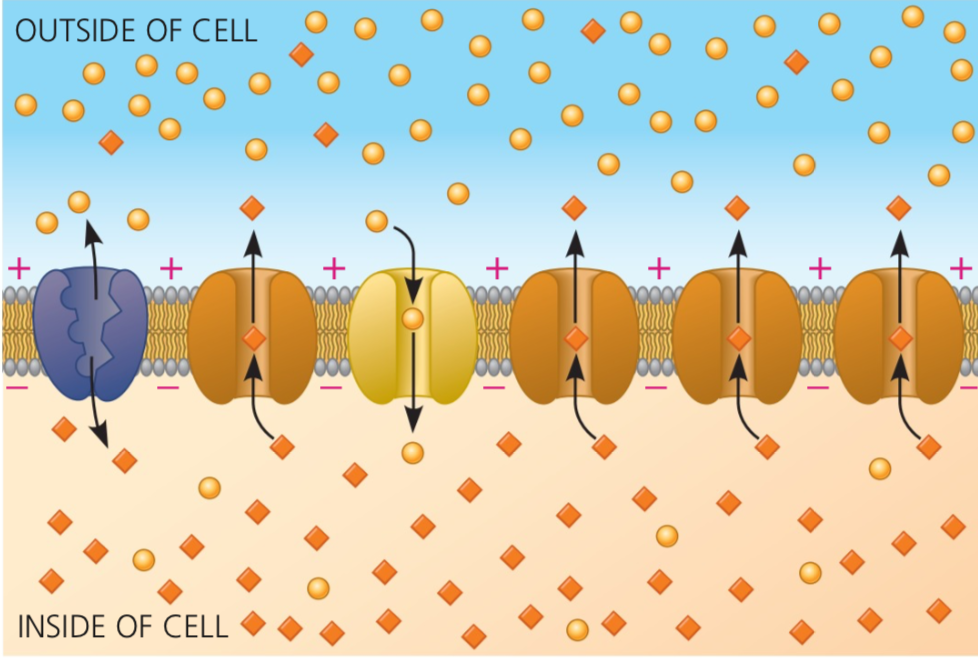 OUTSIDE OF CELL
+ + + + + + +
− − − − − − −
INSIDE OF CELL